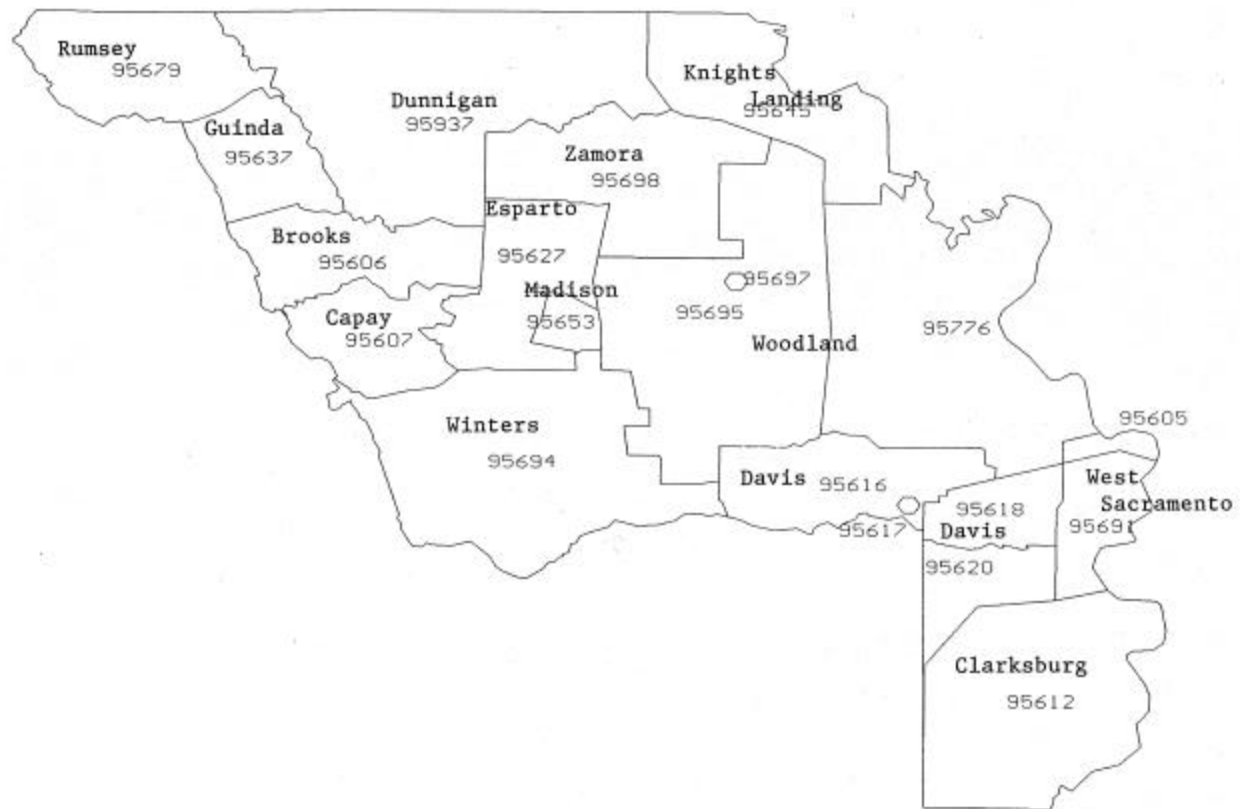 Rumsey
95679
Knights
Landing
95645
Dunnigan
95937
Guinda
95637
Zamora
95698
Esparto
95627
Brooks
95606
Madison
95653
95697
95695
Capay
95607
Woodland
95776
Winters
95694
95605
Davis
95616
95617
95618
Davis
West
Sacramento
95691
95620
Clarksburg
95612